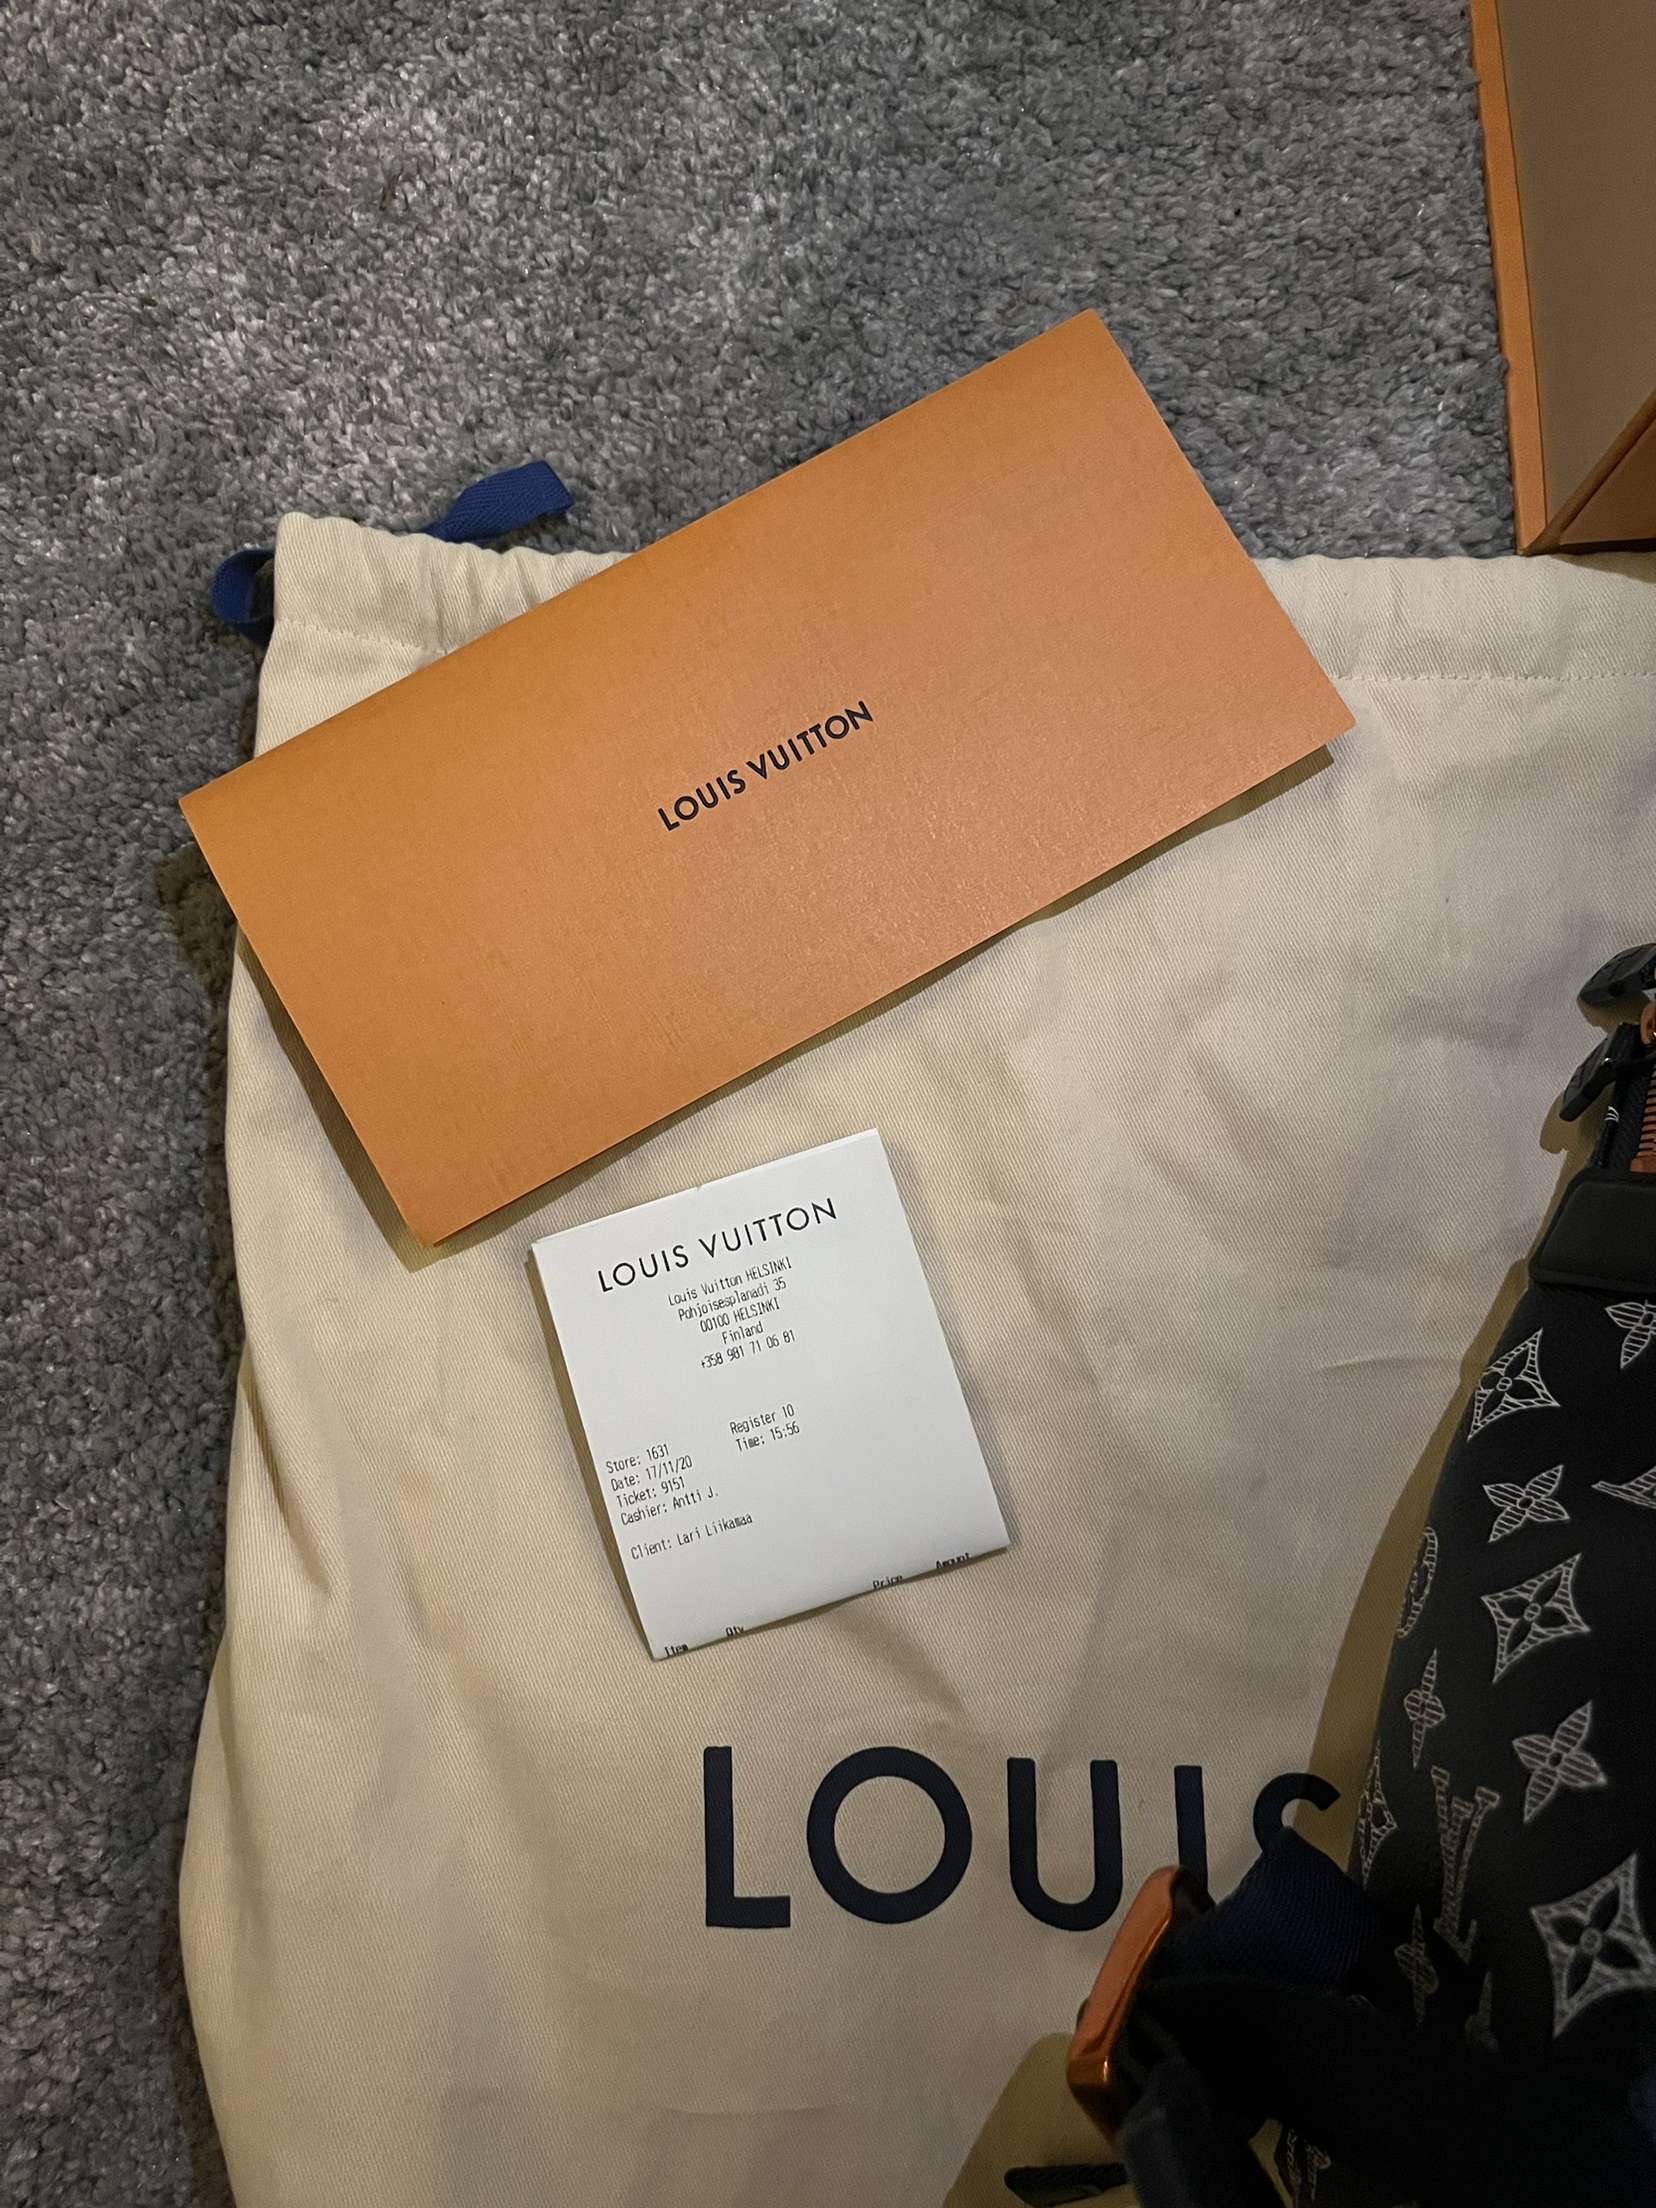 LOUIS VUITTON
LOUIS VUITTON
Louis Vuitton HELSINKI
Pohjoisesplanadi 35
00100 HELSINKI
Finland
+358 981 71 06 81
Store: 1631 Register 10
Date: 17/11/20 Time: 15:56
Ticket: 9151
Cashier: Antti J.
Client: Lari Liikamaa
Item Qty Price Amount
LOUIS